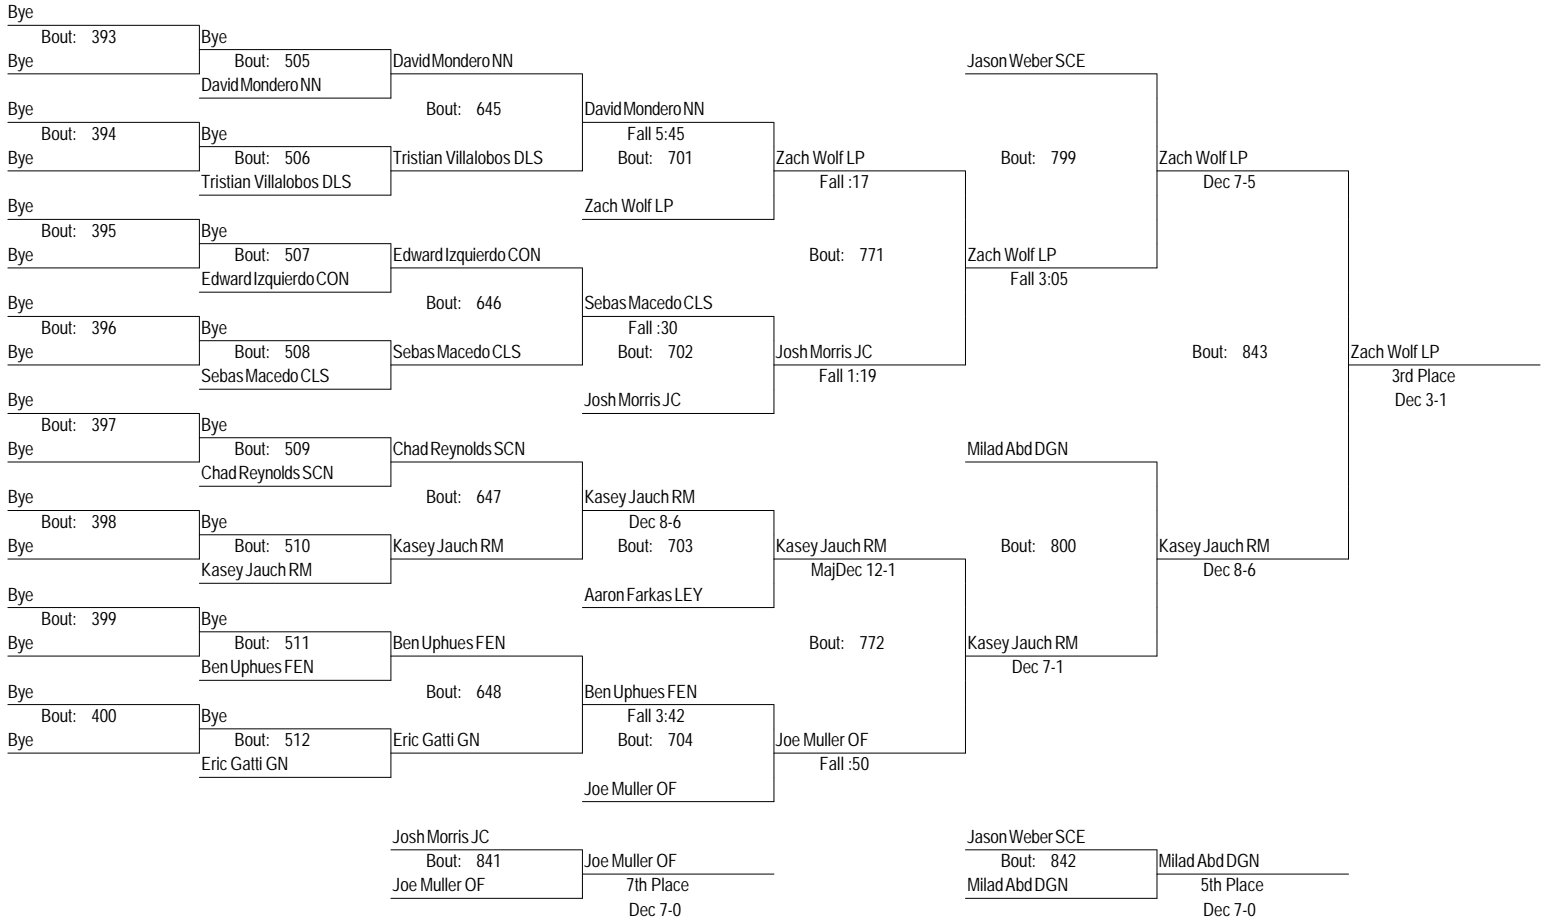 Bye
Bout: 393
Bye
Bye
Bout: 505
David Mondero NN
David Mondero NN
Jason Weber SCE
Bye
Bout: 394
Bye
Bye
Bout: 506
Tristian Villalobos DLS
Bout: 645
Tristian Villalobos DLS
David Mondero NN
Fall 5:45
Bout: 701
Zach Wolf LP
Zach Wolf LP
Fall :17
Bout: 799
Zach Wolf LP
Dec 7-5
Bye
Bout: 395
Bye
Bye
Bout: 507
Edward Izquierdo CON
Edward Izquierdo CON
Bout: 771
Zach Wolf LP
Fall 3:05
Bye
Bout: 396
Bye
Bye
Bout: 508
Sebas Macedo CLS
Bout: 646
Sebas Macedo CLS
Sebas Macedo CLS
Fall :30
Bout: 702
Josh Morris JC
Josh Morris JC
Fall 1:19
Bout: 843
Zach Wolf LP
3rd Place
Dec 3-1
Bye
Bout: 397
Bye
Bye
Bout: 509
Chad Reynolds SCN
Chad Reynolds SCN
Milad Abd DGN
Bye
Bout: 398
Bye
Bye
Bout: 510
Kasey Jauch RM
Bout: 647
Kasey Jauch RM
Kasey Jauch RM
Dec 8-6
Bout: 703
Aaron Farkas LEY
Kasey Jauch RM
MajDec 12-1
Bout: 800
Kasey Jauch RM
Dec 8-6
Bye
Bout: 399
Bye
Bye
Bout: 511
Ben Uphues FEN
Ben Uphues FEN
Bout: 772
Kasey Jauch RM
Dec 7-1
Bye
Bout: 400
Bye
Bye
Bout: 512
Eric Gatti GN
Bout: 648
Eric Gatti GN
Ben Uphues FEN
Fall 3:42
Bout: 704
Joe Muller OF
Joe Muller OF
Fall :50
Josh Morris JC
Bout: 841
Joe Muller OF
Joe Muller OF
7th Place
Dec 7-0
Jason Weber SCE
Bout: 842
Milad Abd DGN
Milad Abd DGN
5th Place
Dec 7-0